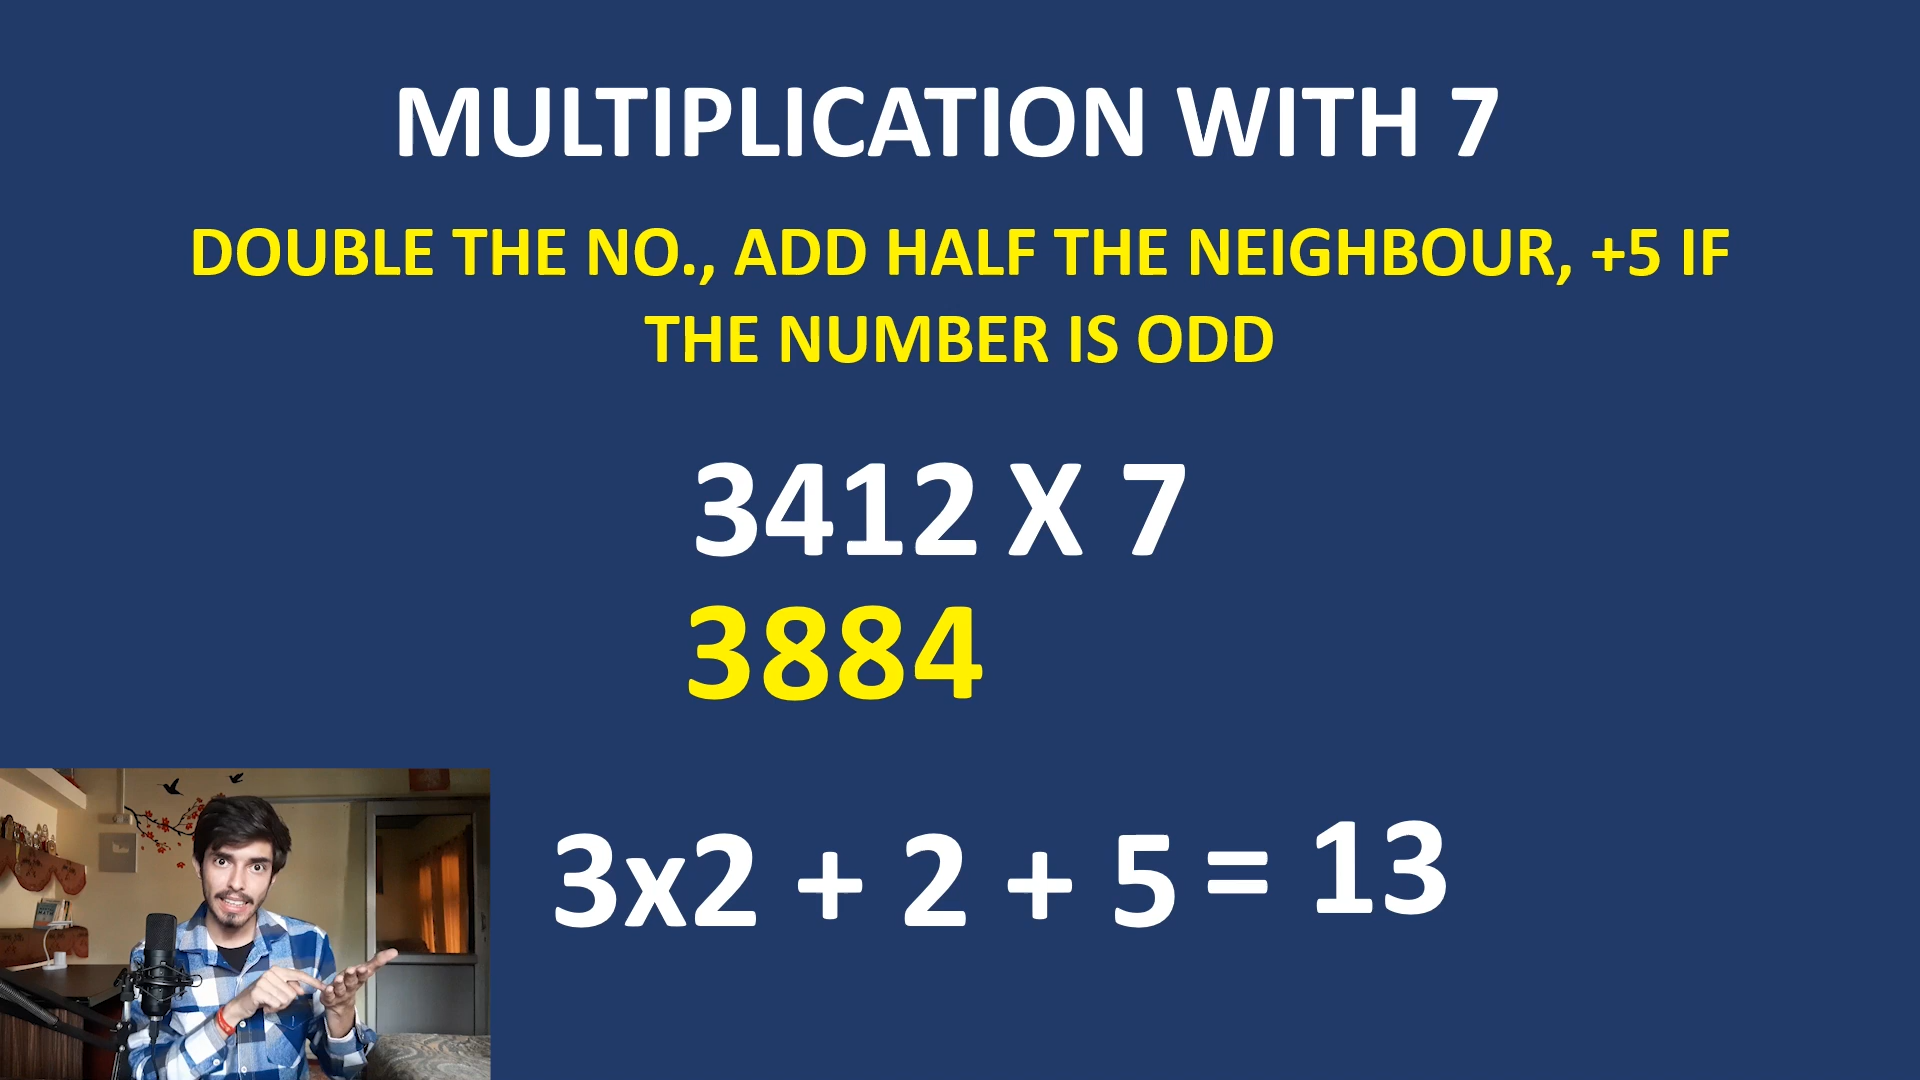 MULTIPLICATION WITH 7
DOUBLE THE NO., ADD HALF THE NEIGHBOUR, +5 IF
THE NUMBER IS ODD
3412 X 7
3884
3x2 + 2 + 5 = 13